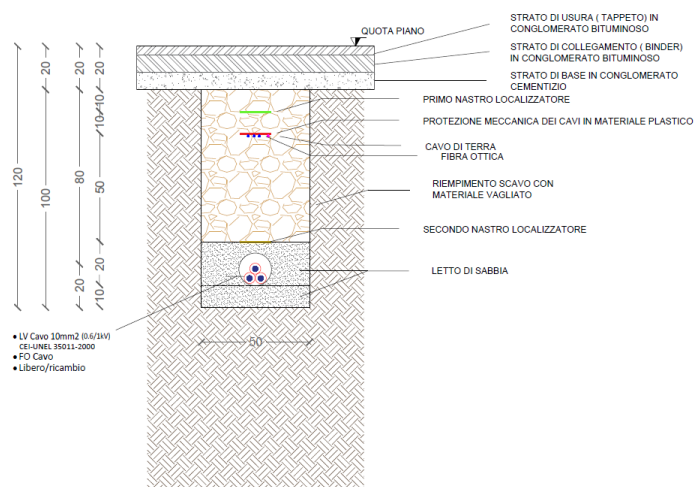 QUOTA PIANO
STRATO DI USURA ( TAPPETO) IN
CONGLOMERATO BITUMINOSO
STRATO DI COLLEGAMENTO ( BINDER)
IN CONGLOMERATO BITUMINOSO
STRATO DI BASE IN CONGLOMERATO
CEMENTIZIO
PRIMO NASTRO LOCALIZZATORE
PROTEZIONE MECCANICA DEI CAVI IN MATERIALE PLASTICO
CAVO DI TERRA
FIBRA OTTICA
RIEMPIMENTO SCAVO CON
MATERIALE VAGLIATO
SECONDO NASTRO LOCALIZZATORE
LETTO DI SABBIA
120
20
100
20
80
20
20
10
10
50
20
10
50
• LV Cavo 10mm2 (0.6/1kV)
CEI-UNEL 35011-2000
• FO Cavo
• Libero/ricambio